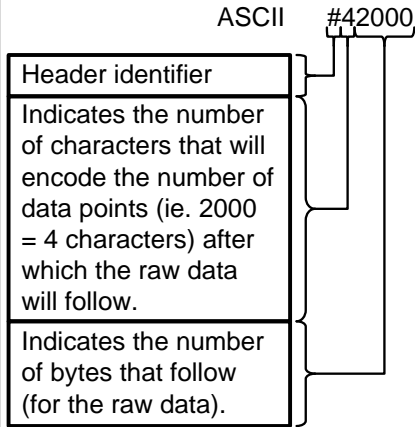 ASCII #42000
Header identifier
Indicates the number
of characters that will
encode the number of
data points (ie. 2000
= 4 characters) after
which the raw data
will follow.
Indicates the number
of bytes that follow
(for the raw data).